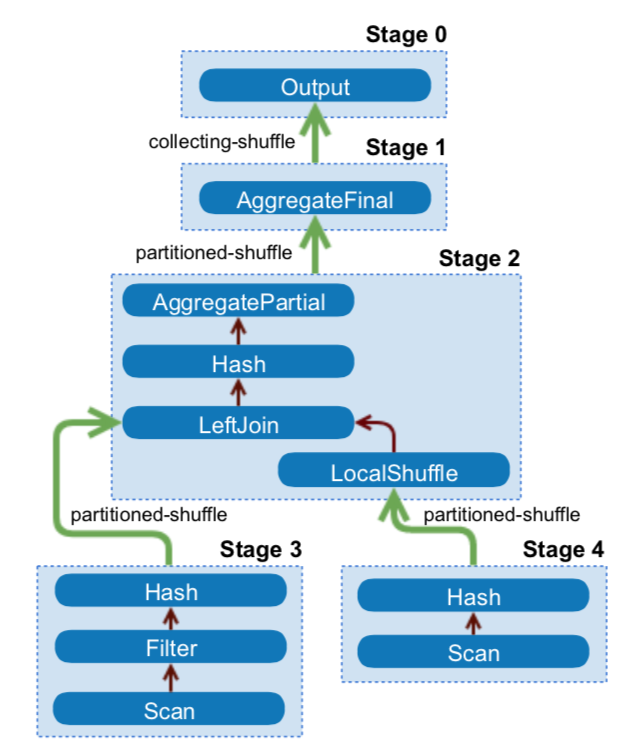 Stage 0
Output
collecting-shuffle
Stage 1
AggregateFinal
partitioned-shuffle
Stage 2
AggregatePartial
Hash
LeftJoin
LocalShuffle
partitioned-shuffle
partitioned-shuffle
Stage 3
Stage 4
Hash
Filter
Scan
Hash
Scan